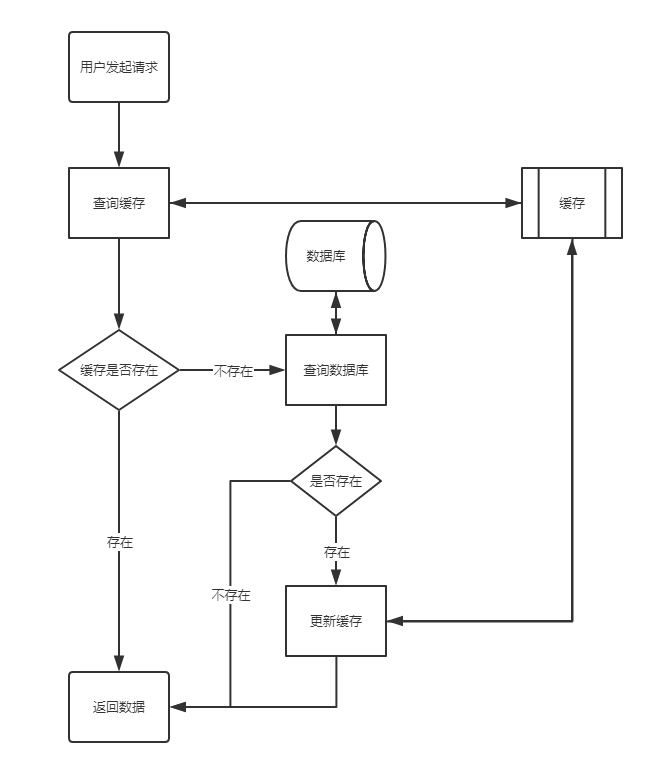 用户发起请求
查询缓存
缓存
数据库
缓存是否存在
不存在
查询数据库
是否存在
存在
存在
不存在
更新缓存
返回数据